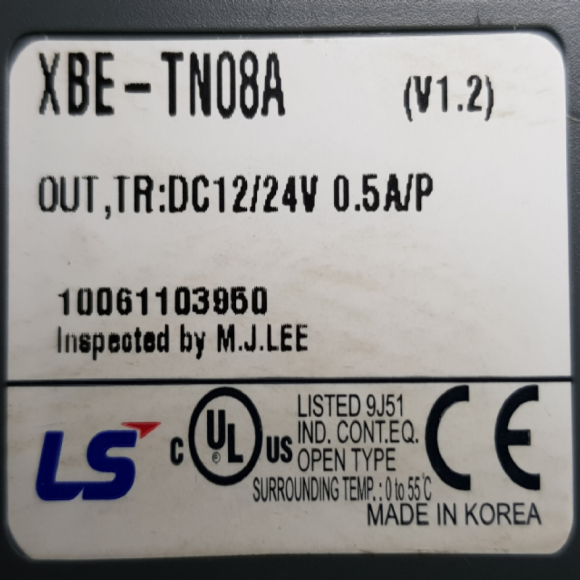 XBE-TN08A (V1.2)
OUT,TR:DC12/24V 0.5A/P
10061103950
Inspected by M.J.LEE
LS C UL US LISTED 9J51 CE
IND. CONT.EQ.
OPEN TYPE
SURROUNDING TEMP. : 0 to 55℃
MADE IN KOREA